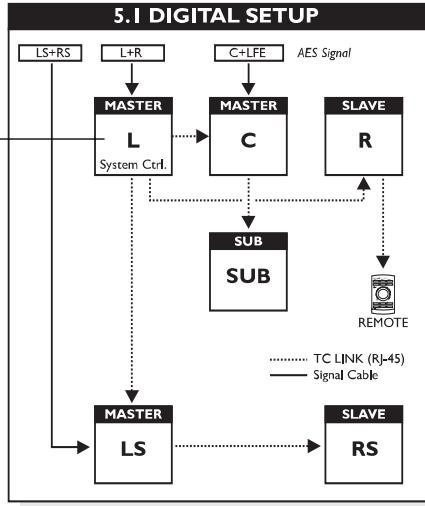 5.1 DIGITAL SETUP
LS+RS L+R C+LFE AES Signal
MASTER MASTER SLAVE
L C R
System Ctrl.
SUB
SUB
REMOTE
TC LINK (RJ-45)
Signal Cable
MASTER SLAVE
LS RS